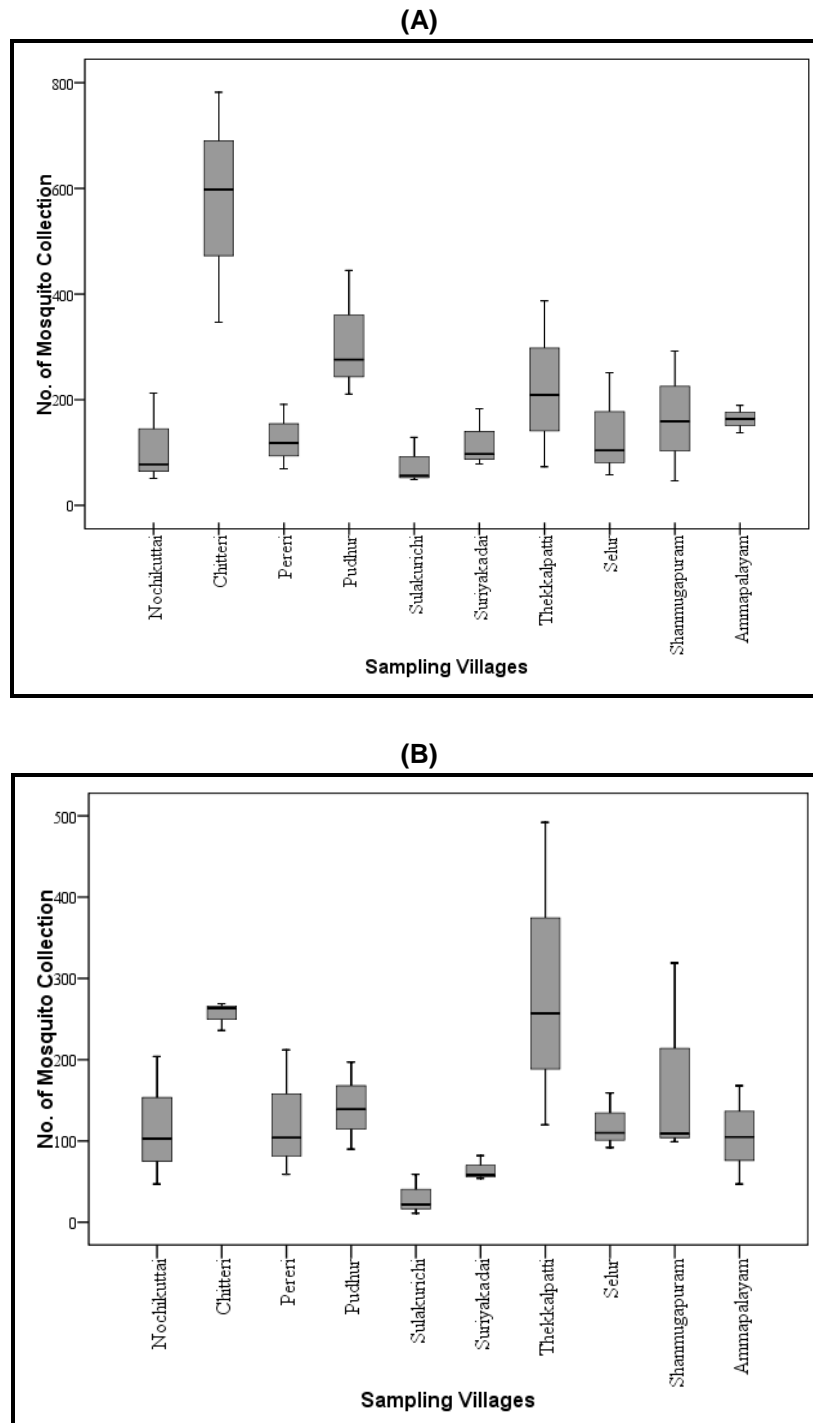 (A)
No. of Mosquito Collection
800
600
400
200
0
Nochikuttai
Chitteri
Pereri
Pudhur
Sulakurichi
Suriyakadai
Thekkalpatti
Selur
Shanmugapuram
Ammapalayam
Sampling Villages
(B)
No. of Mosquito Collection
500
400
300
200
100
0
Nochikuttai
Chitteri
Pereri
Pudhur
Sulakurichi
Suriyakadai
Thekkalpatti
Selur
Shanmugapuram
Ammapalayam
Sampling Villages